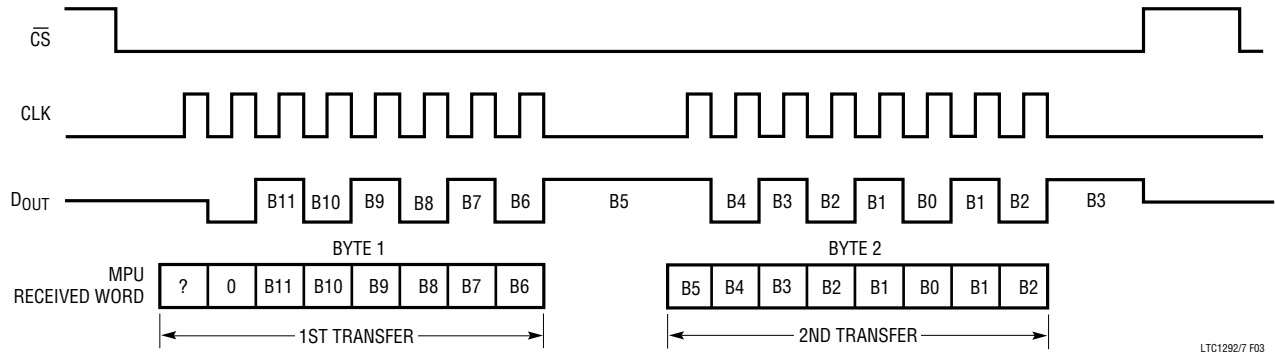 CS
CLK
DOUT B11 B10 B9 B8 B7 B6 B5 B4 B3 B2 B1 B0 B1 B2 B3
BYTE 1 BYTE 2
MPU
RECEIVED WORD
? 0 B11 B10 B9 B8 B7 B6 B5 B4 B3 B2 B1 B0 B1 B2
1ST TRANSFER 2ND TRANSFER
LTC1292/7 F03